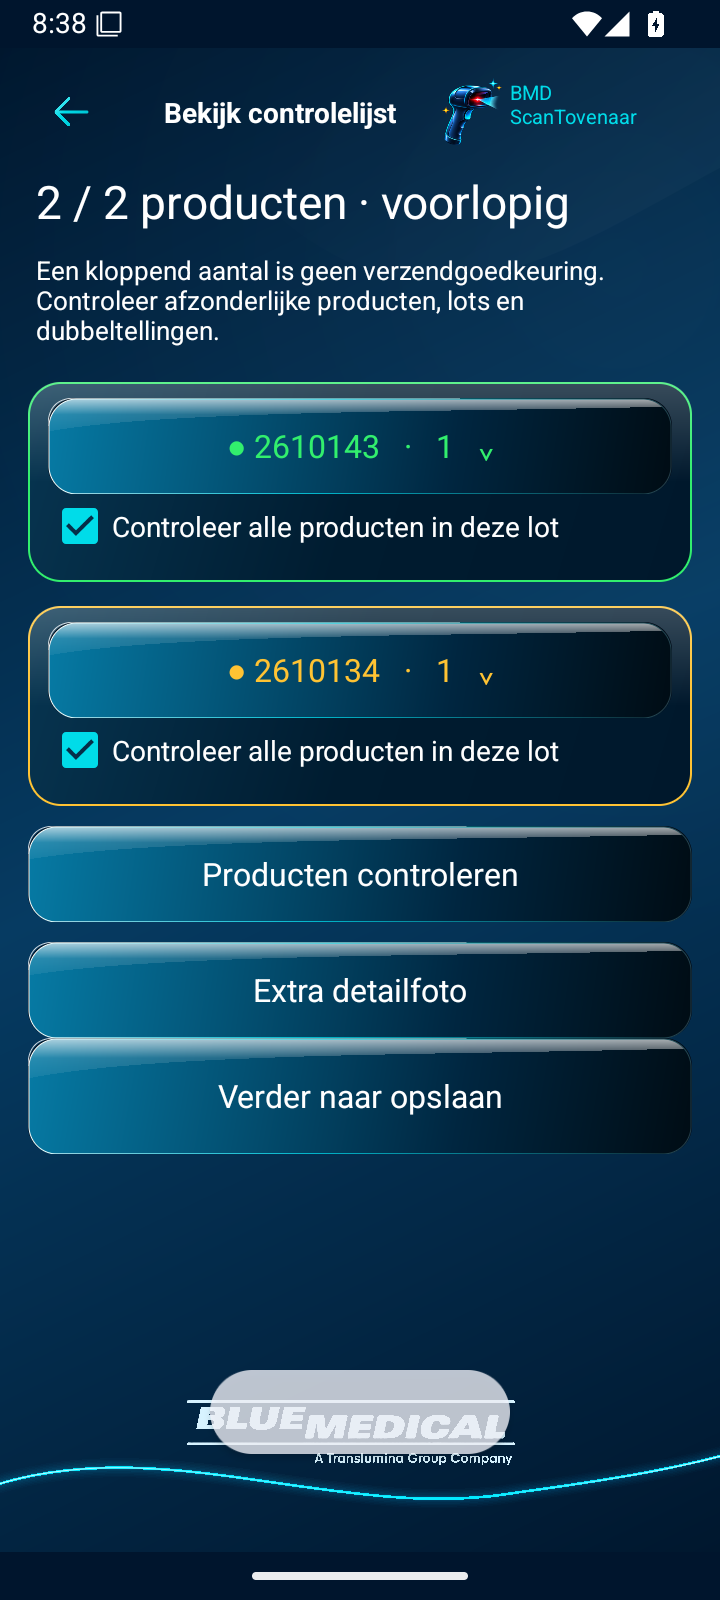 8:38
Bekijk controlelijst
BMD
ScanTovenaar
2 / 2 producten · voorlopig
Een kloppend aantal is geen verzendgoedkeuring.
Controleer afzonderlijke producten, lots en
dubbeltellingen.
● 2610143 · 1 v
Controleer alle producten in deze lot
● 2610134 · 1 v
Controleer alle producten in deze lot
Producten controleren
Extra detailfoto
Verder naar opslaan
BLUEMEDICAL
A Translumina Group Company